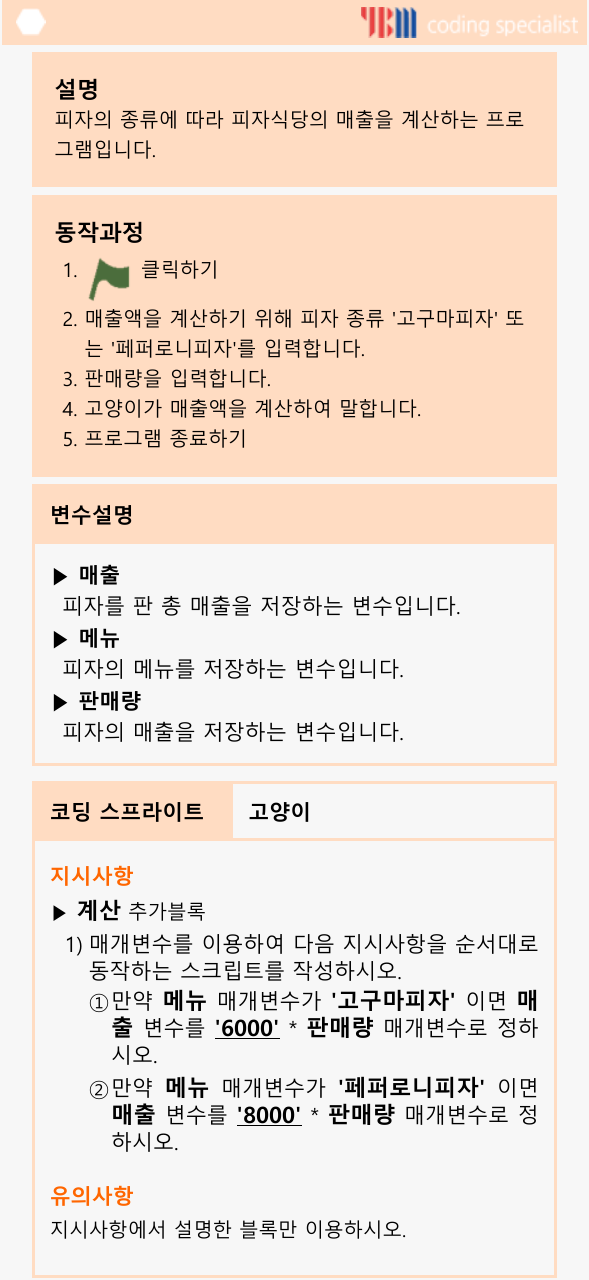 YBM coding specialist
설명
피자의 종류에 따라 피자식당의 매출을 계산하는 프로
그램입니다.
동작과정
1. 클릭하기
2. 매출액을 계산하기 위해 피자 종류 '고구마피자' 또
는 '페퍼로니피자'를 입력합니다.
3. 판매량을 입력합니다.
4. 고양이가 매출액을 계산하여 말합니다.
5. 프로그램 종료하기
변수설명
▶ 매출
피자를 판 총 매출을 저장하는 변수입니다.
▶ 메뉴
피자의 메뉴를 저장하는 변수입니다.
▶ 판매량
피자의 매출을 저장하는 변수입니다.
코딩 스프라이트 고양이
지시사항
▶ 계산 추가블록
1) 매개변수를 이용하여 다음 지시사항을 순서대로
동작하는 스크립트를 작성하시오.
①만약 메뉴 매개변수가 '고구마피자' 이면 매
출 변수를 '6000' * 판매량 매개변수로 정하
시오.
②만약 메뉴 매개변수가 '페퍼로니피자' 이면
매출 변수를 '8000' * 판매량 매개변수로 정
하시오.
유의사항
지시사항에서 설명한 블록만 이용하시오.